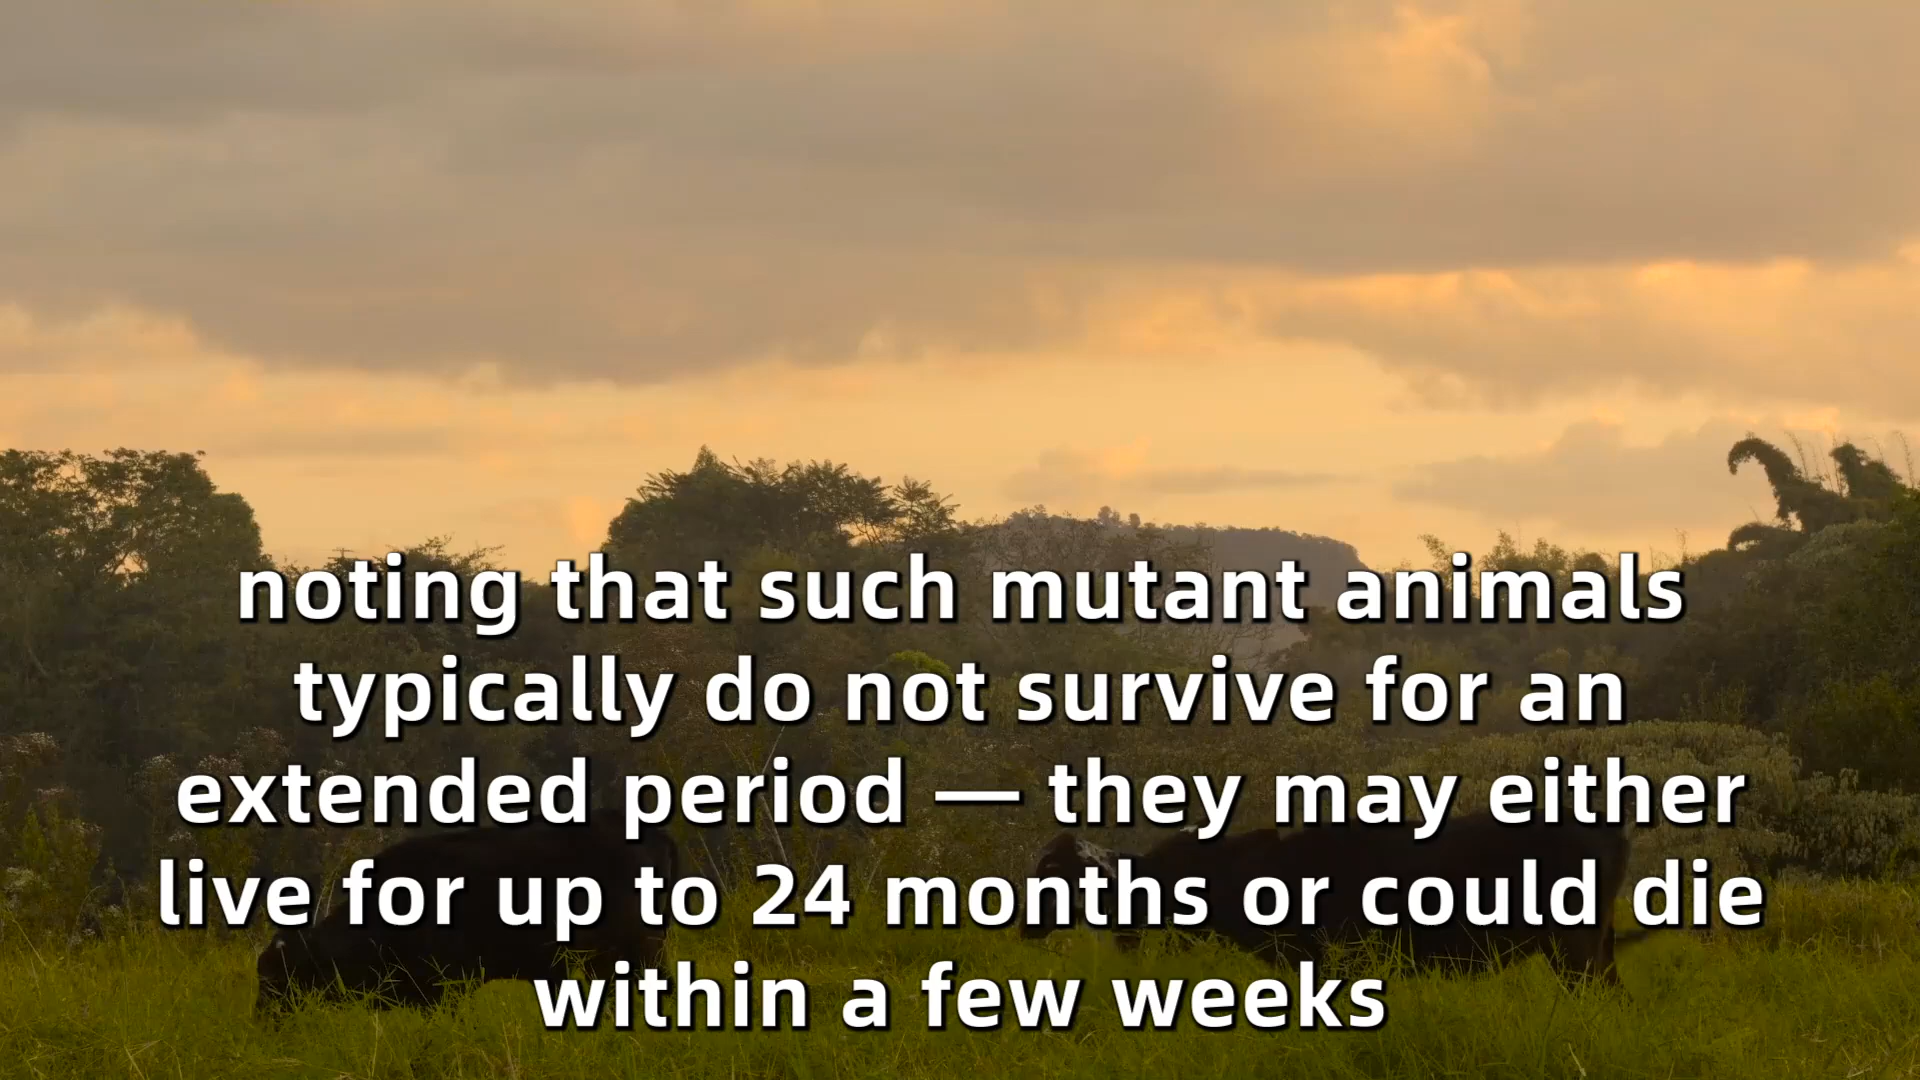 noting that such mutant animals
typically do not survive for an
extended period — they may either
live for up to 24 months or could die
within a few weeks